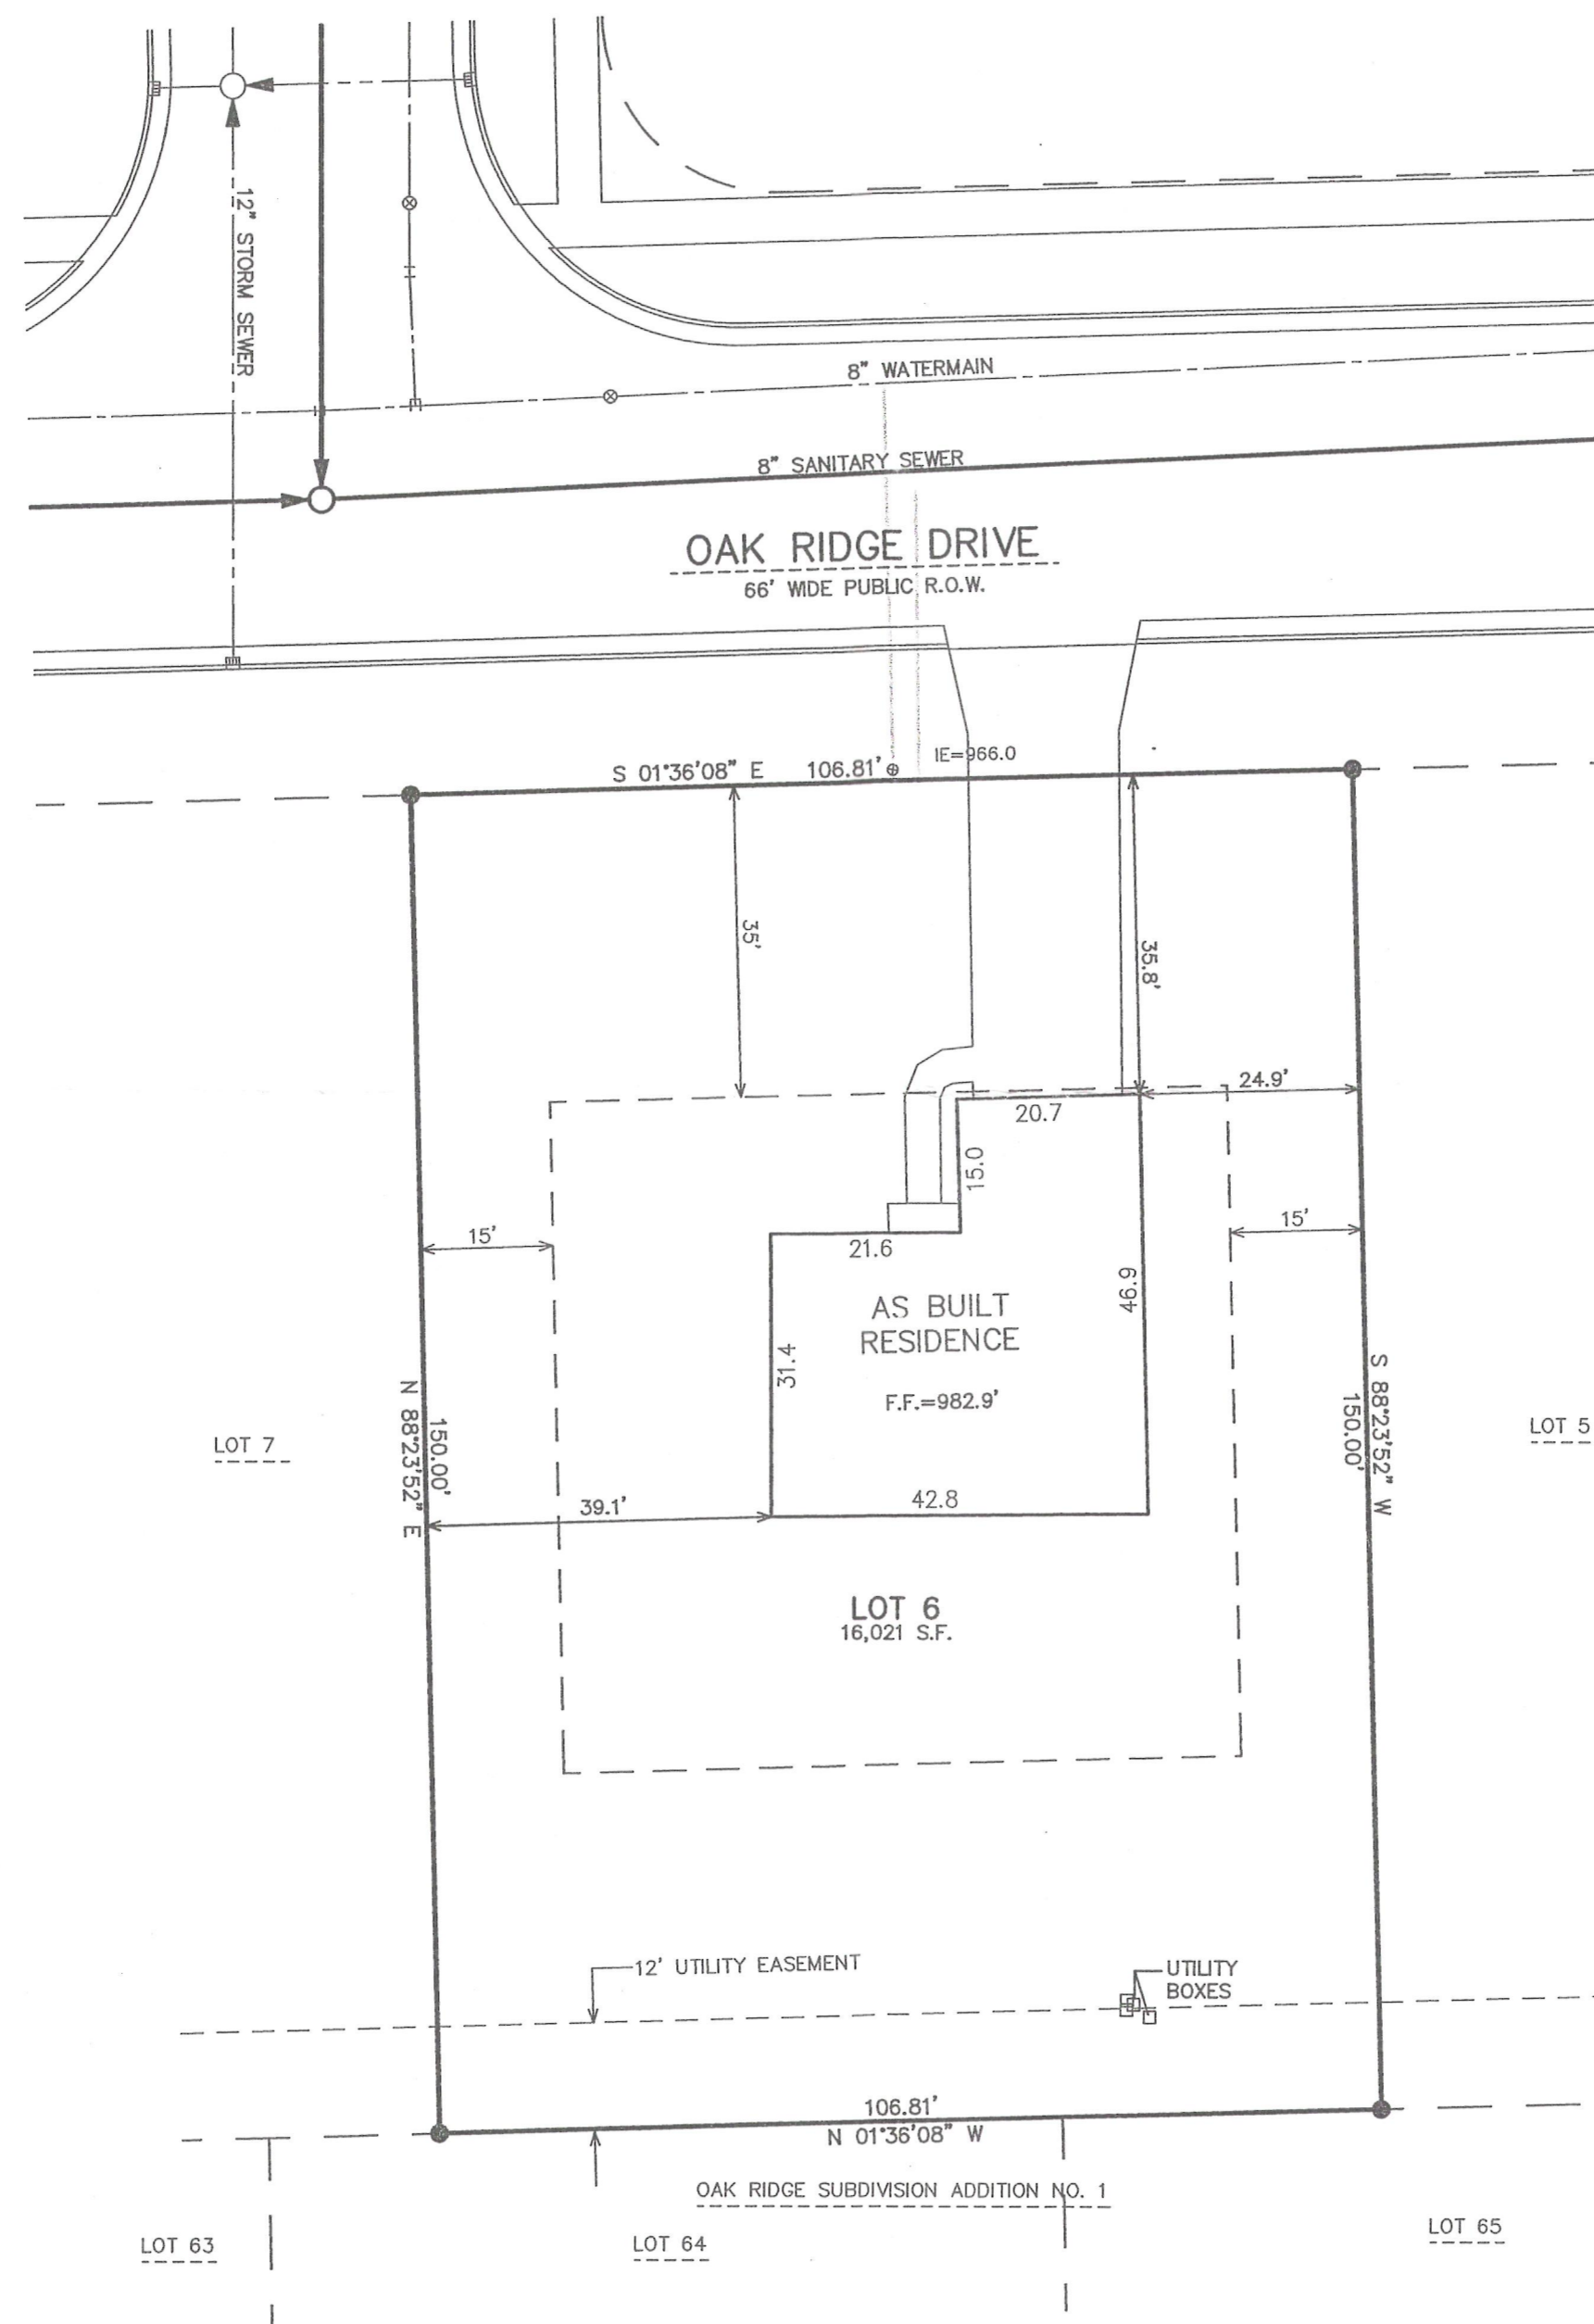 12" STORM SEWER
8" WATERMAIN
8" SANITARY SEWER
OAK RIDGE DRIVE
66' WIDE PUBLIC R.O.W.
IE=966.0
S 01°36'08" E 106.81'
35'
35.8'
24.9'
20.7
15.0
15'
15'
21.6
46.9
AS BUILT
RESIDENCE
31.4
F.F.=982.9'
N 88°23'52" E
150.00'
S 88°23'52" W
150.00'
LOT 7
LOT 5
39.1'
42.8
LOT 6
16,021 S.F.
12' UTILITY EASEMENT
UTILITY
BOXES
106.81'
N 01°36'08" W
OAK RIDGE SUBDIVISION ADDITION NO. 1
LOT 63
LOT 64
LOT 65